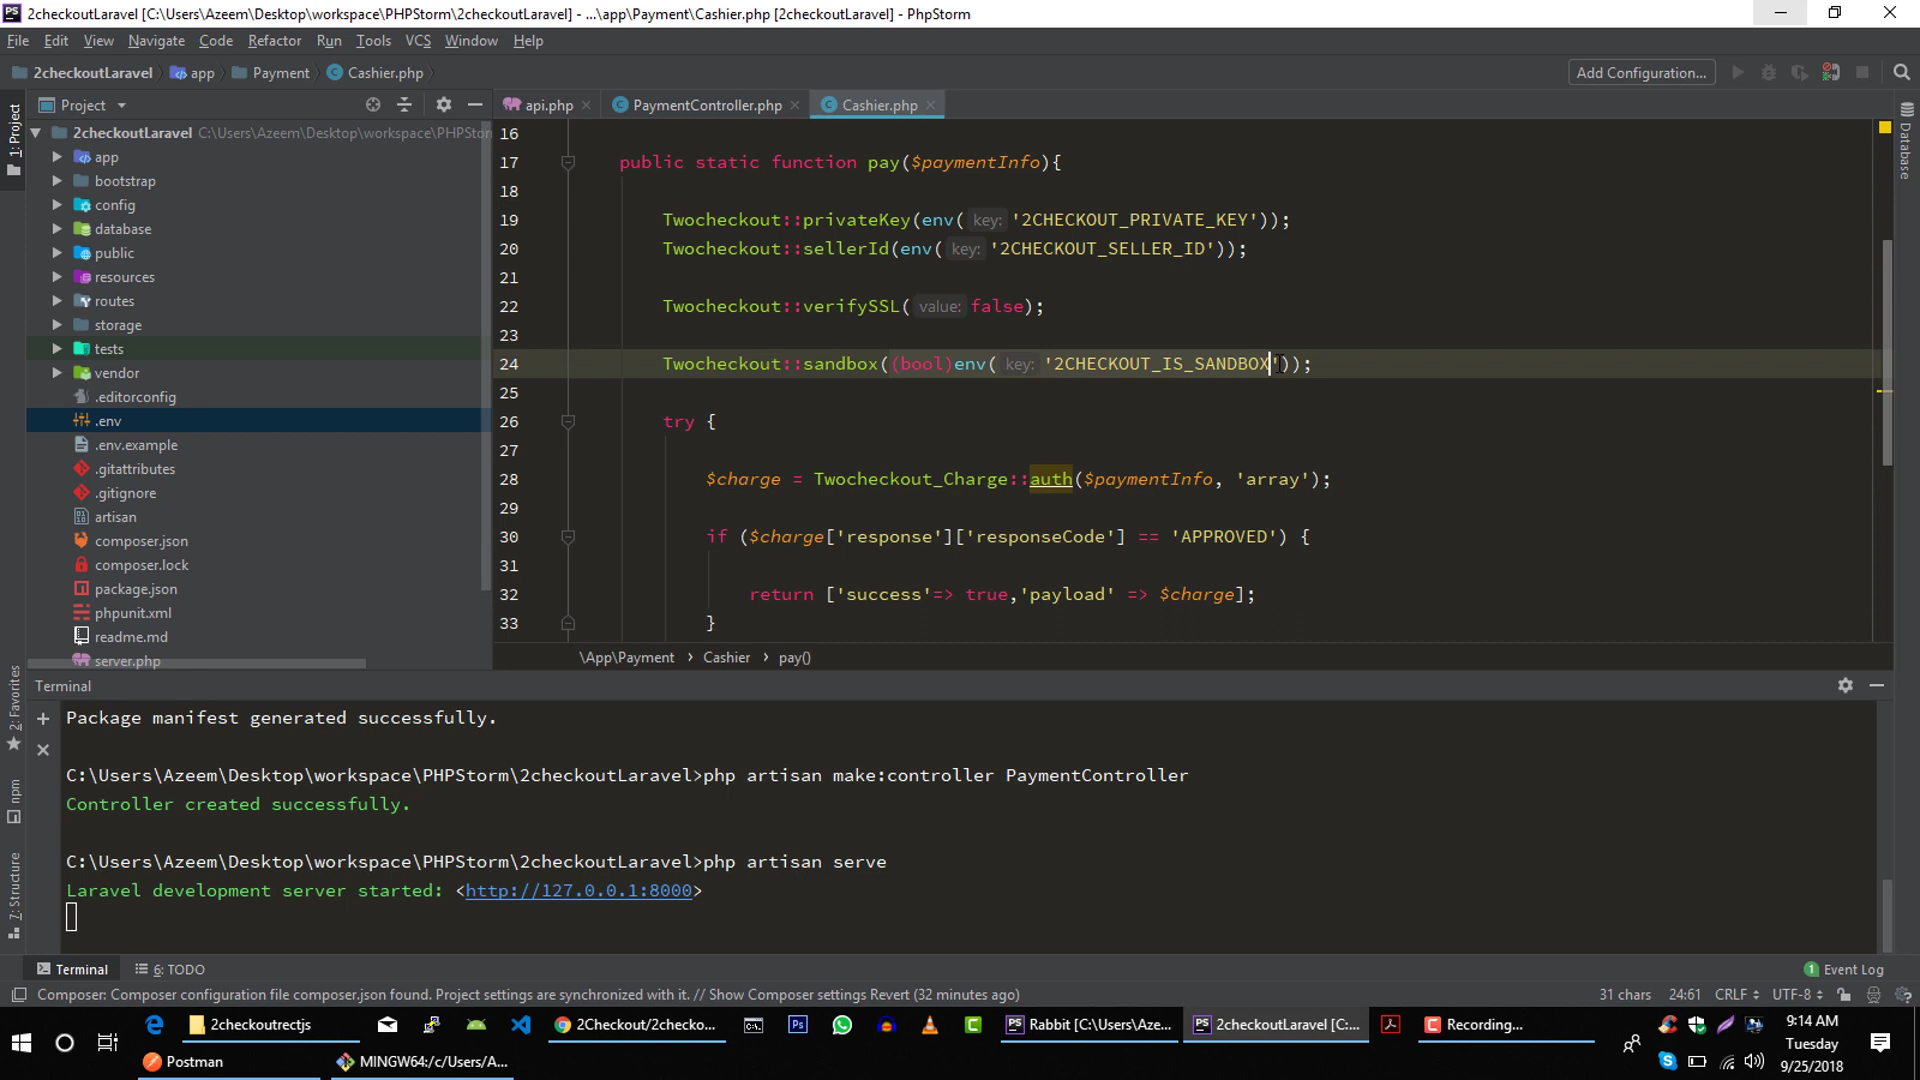 2checkoutLaravel [C:\Users\Azeem\Desktop\workspace\PHPStorm\2checkoutLaravel] - ...\app\Payment\Cashier.php [2checkoutLaravel] - PhpStorm
File Edit View Navigate Code Refactor Run Tools VCS Window Help
2checkoutLaravel app Payment Cashier.php Add Configuration...
Project api.php PaymentController.php Cashier.php
1: Project
Database
2checkoutLaravel C:\Users\Azeem\Desktop\workspace\PHPStor
app
bootstrap
config
database
public
resources
routes
storage
tests
vendor
.editorconfig
.env
.env.example
.gitattributes
.gitignore
artisan
composer.json
composer.lock
package.json
phpunit.xml
readme.md
server.php
16
17 public static function pay($paymentInfo){
18
19 Twocheckout::privateKey(env( key: '2CHECKOUT_PRIVATE_KEY'));
20 Twocheckout::sellerId(env( key: '2CHECKOUT_SELLER_ID'));
21
22 Twocheckout::verifySSL( value: false);
23
24 Twocheckout::sandbox((bool)env( key: '2CHECKOUT_IS_SANDBOX'));
25
26 try {
27
28 $charge = Twocheckout_Charge::auth($paymentInfo, 'array');
29
30 if ($charge['response']['responseCode'] == 'APPROVED') {
31
32 return ['success'=> true,'payload' => $charge];
33 }
\App\Payment › Cashier › pay()
2: Favorites
npm
7: Structure
Terminal
Package manifest generated successfully.
C:\Users\Azeem\Desktop\workspace\PHPStorm\2checkoutLaravel>php artisan make:controller PaymentController
Controller created successfully.
C:\Users\Azeem\Desktop\workspace\PHPStorm\2checkoutLaravel>php artisan serve
Laravel development server started: <http://127.0.0.1:8000>
Terminal 6: TODO 1 Event Log
Composer: Composer configuration file composer.json found. Project settings are synchronized with it. // Show Composer settings Revert (32 minutes ago) 31 chars 24:61 CRLF UTF-8
2checkoutrectjs 2Checkout/2checko... Rabbit [C:\Users\Azee... 2checkoutLaravel [C:... Recording...
Postman MINGW64:/c/Users/A...
9:14 AM
Tuesday
9/25/2018